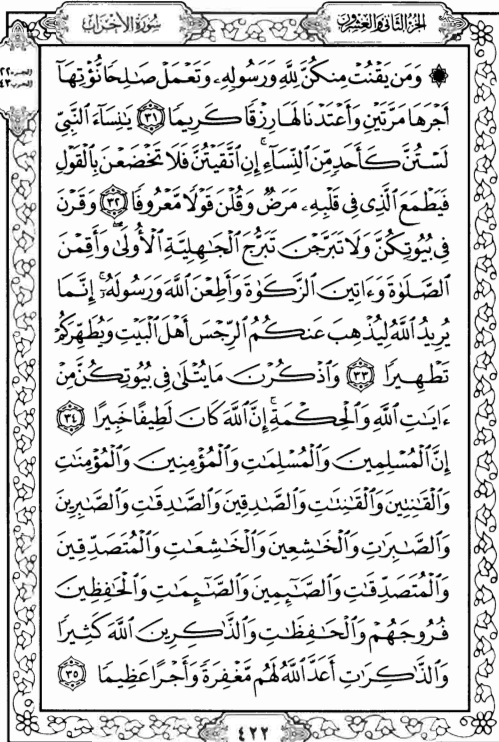 الجزء الثاني والعشرون
سورة الأحزاب
الجزء ٢٢
الحزب ٤٣
۞ وَمَن يَقْنُتْ مِنكُنَّ لِلَّهِ وَرَسُولِهِۦ وَتَعْمَلْ صَٰلِحًا نُّؤْتِهَآ
أَجْرَهَا مَرَّتَيْنِ وَأَعْتَدْنَا لَهَا رِزْقًا كَرِيمًا ٣١ يَٰنِسَآءَ ٱلنَّبِيِّ
لَسْتُنَّ كَأَحَدٍ مِّنَ ٱلنِّسَآءِ ۚ إِنِ ٱتَّقَيْتُنَّ فَلَا تَخْضَعْنَ بِٱلْقَوْلِ
فَيَطْمَعَ ٱلَّذِى فِى قَلْبِهِۦ مَرَضٌ وَقُلْنَ قَوْلًا مَّعْرُوفًا ٣٢ وَقَرْنَ
فِى بُيُوتِكُنَّ وَلَا تَبَرَّجْنَ تَبَرُّجَ ٱلْجَٰهِلِيَّةِ ٱلْأُولَىٰ ۖ وَأَقِمْنَ
ٱلصَّلَوٰةَ وَءَاتِينَ ٱلزَّكَوٰةَ وَأَطِعْنَ ٱللَّهَ وَرَسُولَهُۥٓ ۚ إِنَّمَا
يُرِيدُ ٱللَّهُ لِيُذْهِبَ عَنكُمُ ٱلرِّجْسَ أَهْلَ ٱلْبَيْتِ وَيُطَهِّرَكُمْ
تَطْهِيرًا ٣٣ وَٱذْكُرْنَ مَا يُتْلَىٰ فِى بُيُوتِكُنَّ مِنْ
ءَايَٰتِ ٱللَّهِ وَٱلْحِكْمَةِ ۚ إِنَّ ٱللَّهَ كَانَ لَطِيفًا خَبِيرًا ٣٤
إِنَّ ٱلْمُسْلِمِينَ وَٱلْمُسْلِمَٰتِ وَٱلْمُؤْمِنِينَ وَٱلْمُؤْمِنَٰتِ
وَٱلْقَٰنِتِينَ وَٱلْقَٰنِتَٰتِ وَٱلصَّٰدِقِينَ وَٱلصَّٰدِقَٰتِ وَٱلصَّٰبِرِينَ
وَٱلصَّٰبِرَٰتِ وَٱلْخَٰشِعِينَ وَٱلْخَٰشِعَٰتِ وَٱلْمُتَصَدِّقِينَ
وَٱلْمُتَصَدِّقَٰتِ وَٱلصَّٰٓئِمِينَ وَٱلصَّٰٓئِمَٰتِ وَٱلْحَٰفِظِينَ
فُرُوجَهُمْ وَٱلْحَٰفِظَٰتِ وَٱلذَّٰكِرِينَ ٱللَّهَ كَثِيرًا
وَٱلذَّٰكِرَٰتِ أَعَدَّ ٱللَّهُ لَهُم مَّغْفِرَةً وَأَجْرًا عَظِيمًا ٣٥
٤٢٢